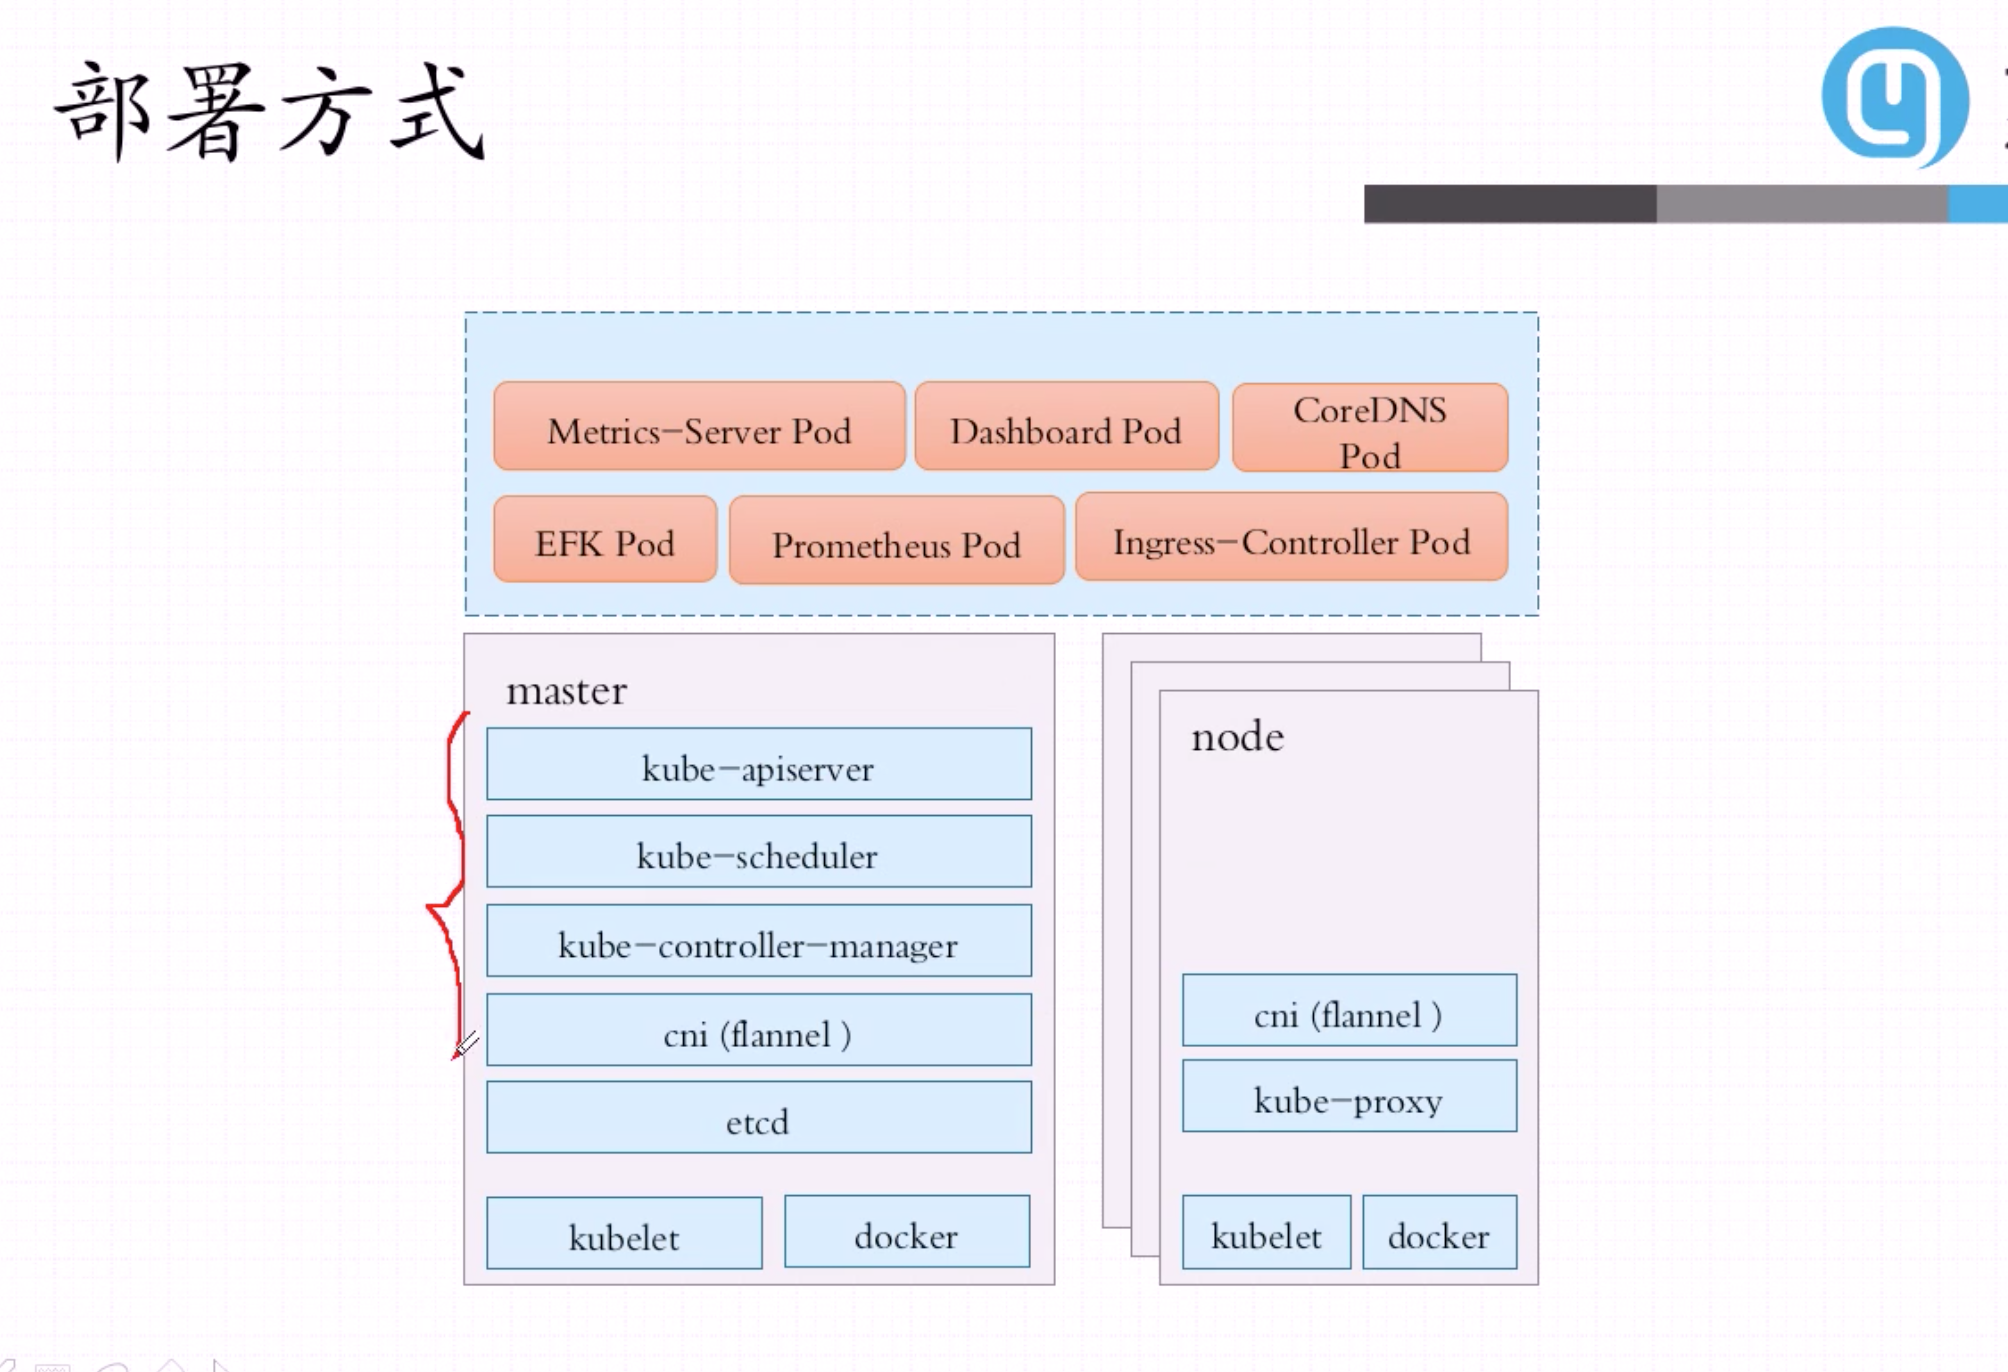 部署方式
Metrics-Server Pod
Dashboard Pod
CoreDNS
Pod
EFK Pod
Prometheus Pod
Ingress-Controller Pod
master
kube-apiserver
kube-scheduler
kube-controller-manager
cni (flannel )
etcd
kubelet
docker
node
cni (flannel )
kube-proxy
kubelet
docker